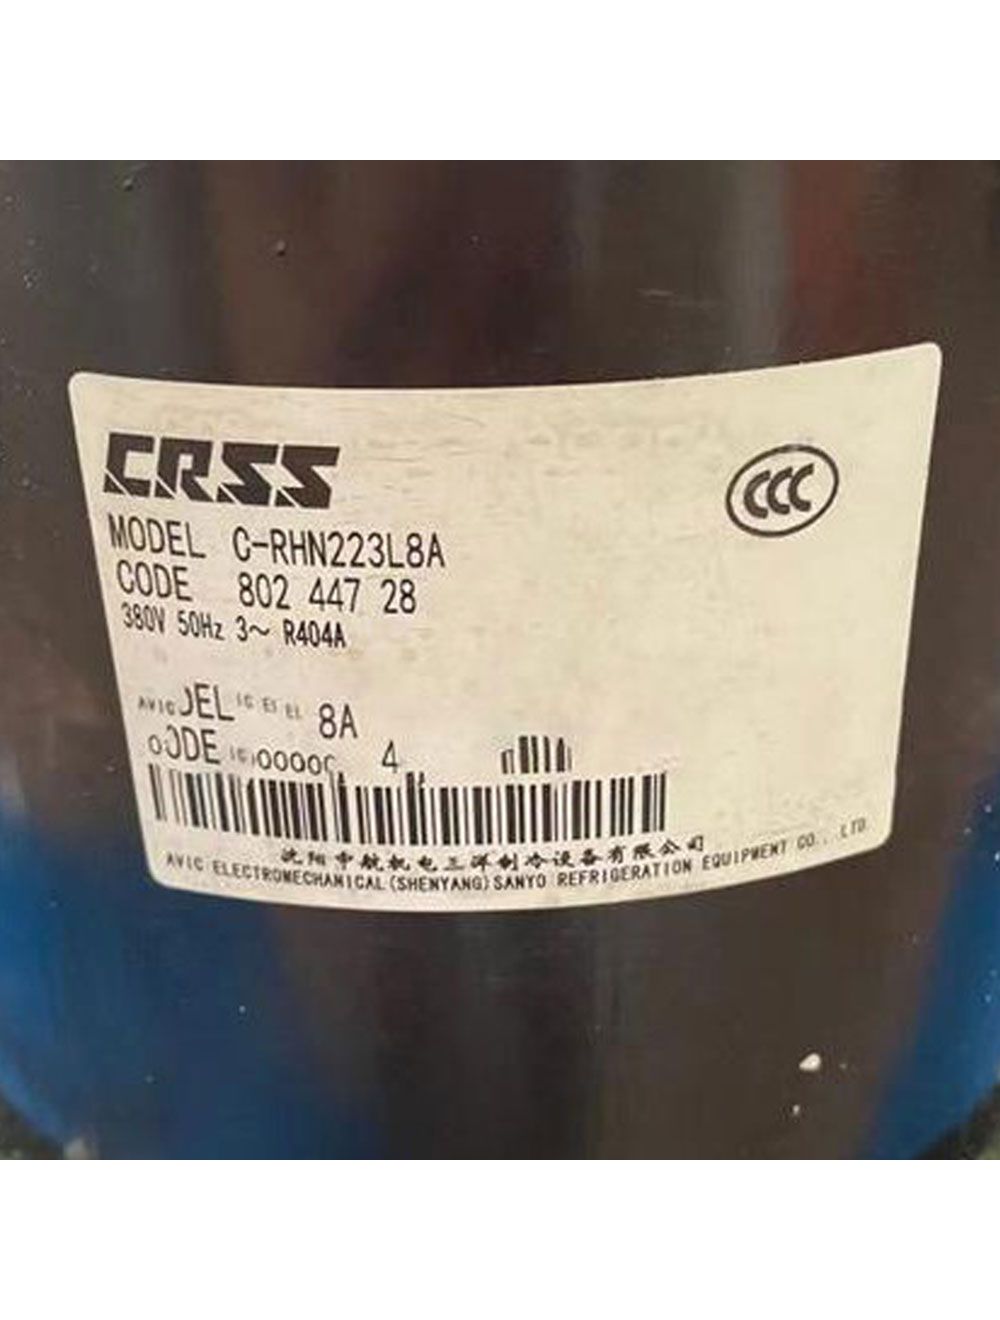 CRSS
CCC
MODEL C-RHN223L8A
CODE 802 447 28
380V 50Hz 3~ R404A
8A
4
沈阳中航机电三洋制冷设备有限公司
AVIC ELECTROMECHANICAL(SHENYANG)SANYO REFRIGERATION EQUIPMENT CO., LTD.